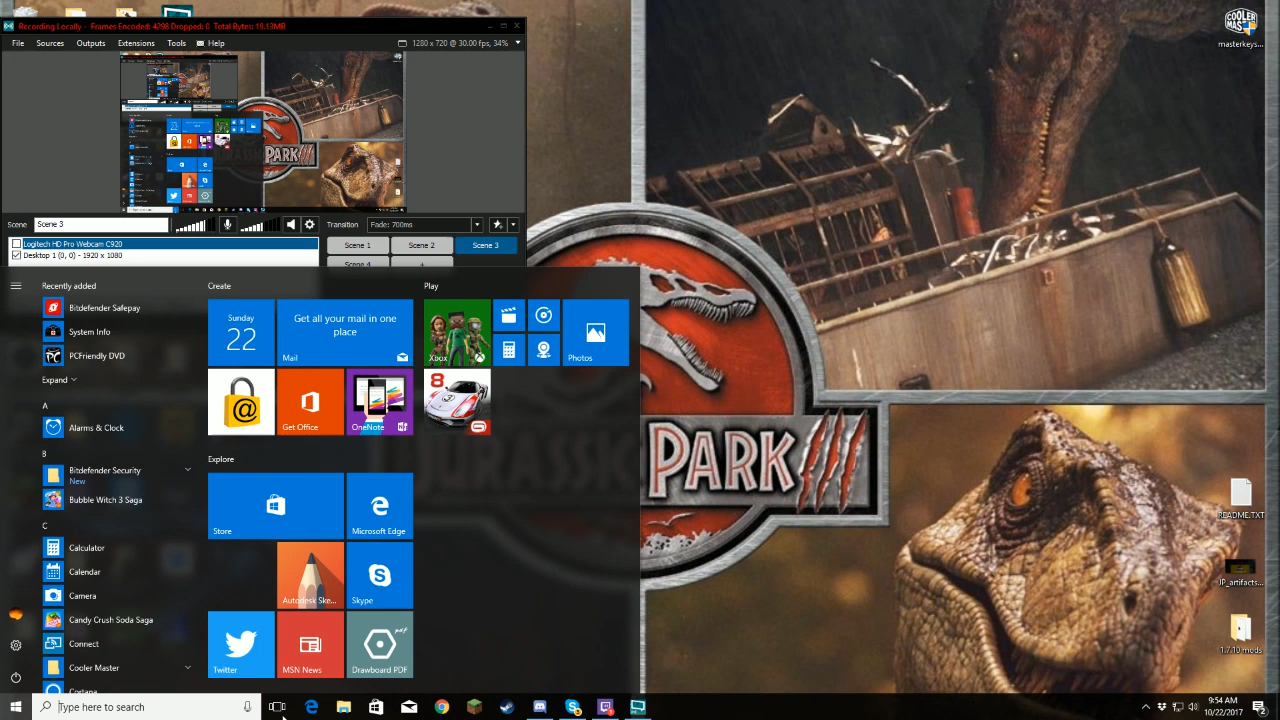 Recording Locally - Frames Encoded: 4298 Dropped: 0 Total Bytes: 19.13MB
File Sources Outputs Extensions Tools Help
1280 x 720 @ 30.00 fps, 34%
Scene Scene 3
Transition Fade: 700ms
Logitech HD Pro Webcam C920
Desktop 1 (0, 0) - 1920 x 1080
Scene 1 Scene 2 Scene 3
Scene 4 +
Recently added
Bitdefender Safepay
System Info
PCFriendly DVD
Expand
A
Alarms & Clock
B
Bitdefender Security
New
Bubble Witch 3 Saga
C
Calculator
Calendar
Camera
Candy Crush Soda Saga
Connect
Cooler Master
Cortana
Create
Sunday
22
Get all your mail in one place
Mail
Get Office
OneNote
Explore
Store
Microsoft Edge
Autodesk Ske...
Skype
Twitter
MSN News
Drawboard PDF
Play
Xbox
Photos
8
COOLER MASTER
masterkeys...
PARK III
README.TXT
JP_artifacts...
1.7.10 mods
Type here to search
9:54 AM
10/22/2017